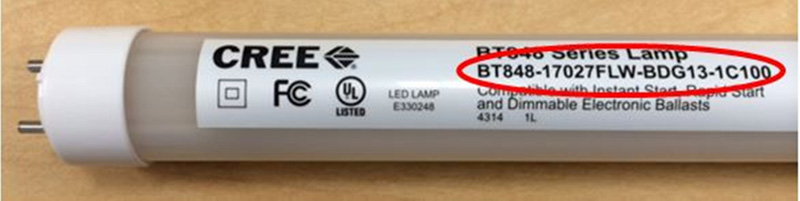 CREE
BT848 Series Lamp
BT848-17027FLW-BDG13-1C100
Compatible with Instant Start, Rapid Start
and Dimmable Electronic Ballasts
4314 1L
FC
UL
LISTED
LED LAMP
E330248